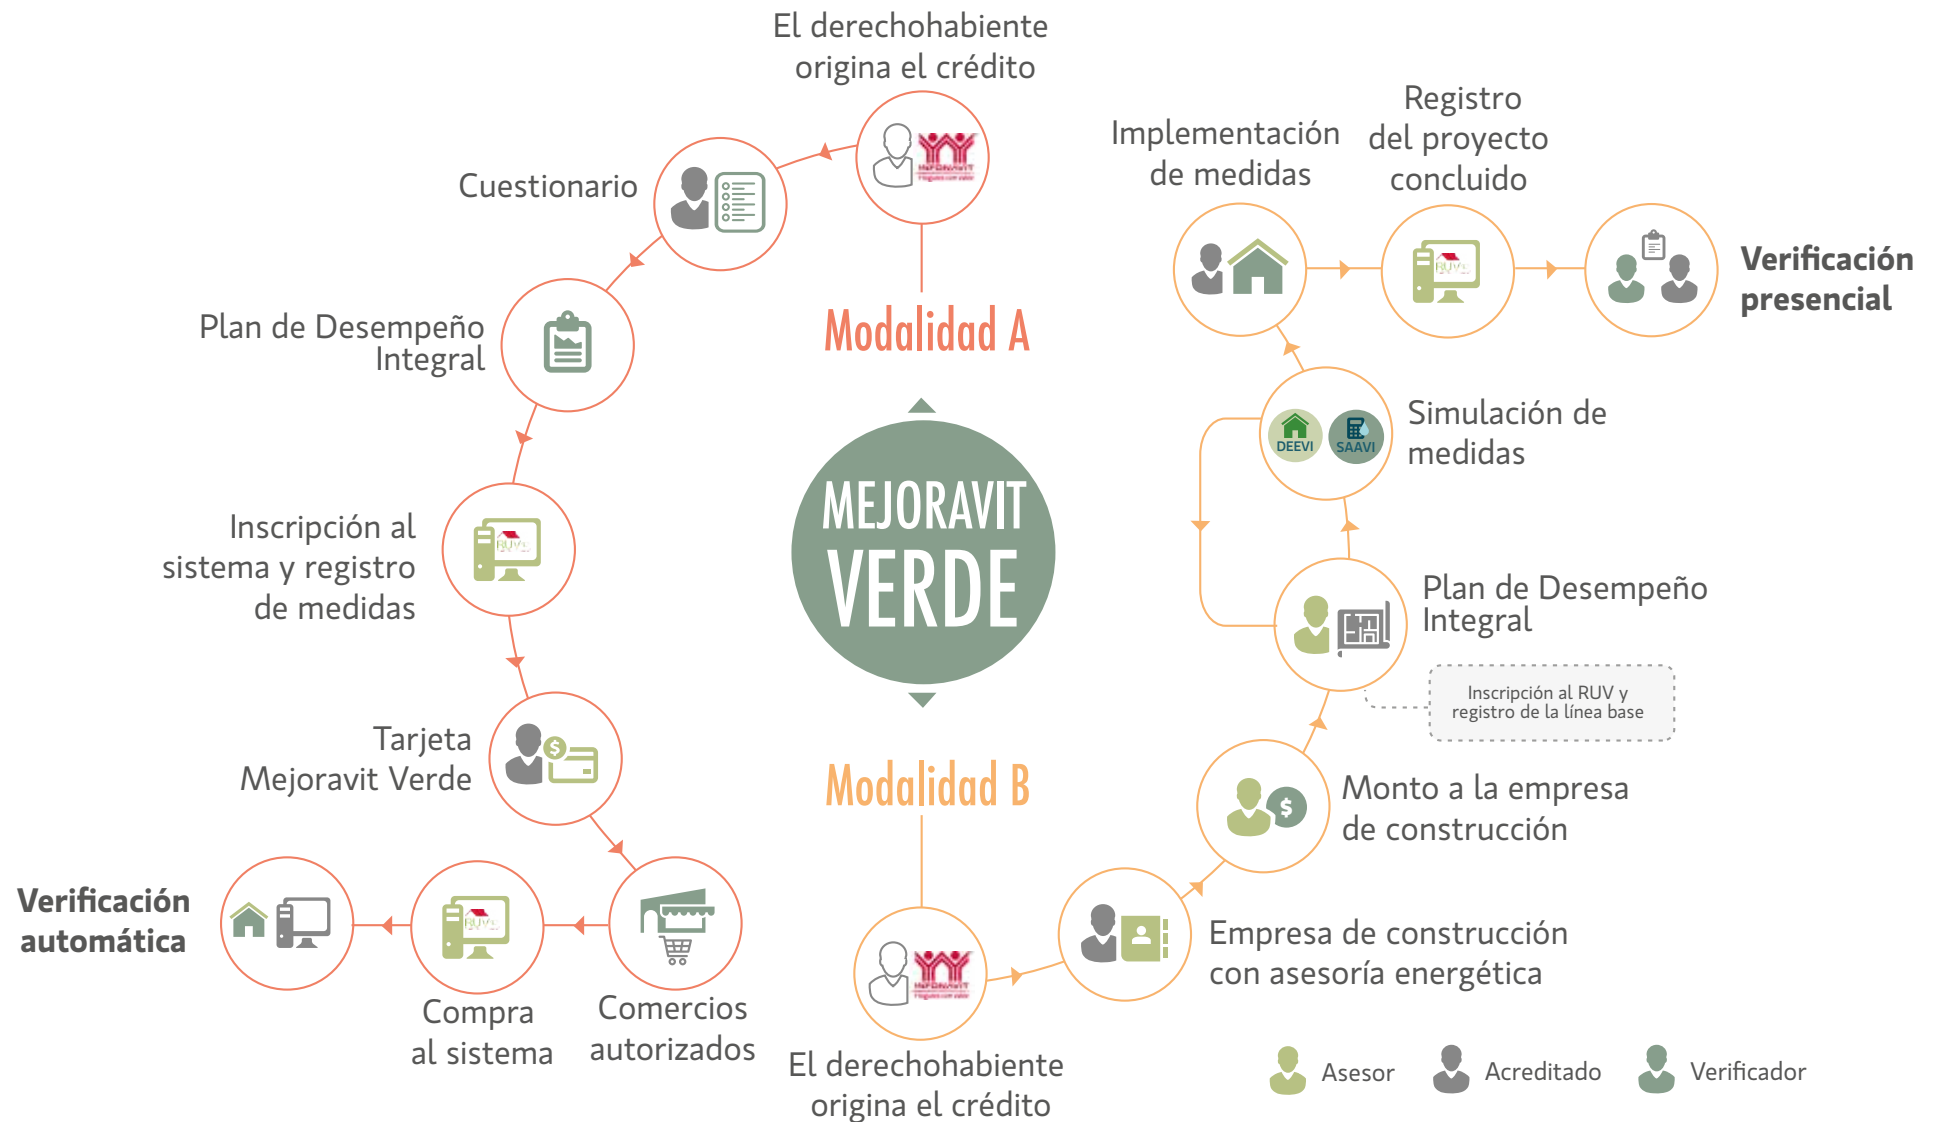 El derechohabiente
origina el crédito
Cuestionario
Plan de Desempeño
Integral
Inscripción al
sistema y registro
de medidas
Tarjeta
Mejoravit Verde
Comercios
autorizados
Compra
al sistema
Verificación
automática
Modalidad A
MEJORAVIT
VERDE
Modalidad B
El derechohabiente
origina el crédito
Empresa de construcción
con asesoría energética
Monto a la empresa
de construcción
Plan de Desempeño
Integral
Inscripción al RUV y
registro de la línea base
Simulación de
medidas
DEEVI
SAAVI
Implementación
de medidas
Registro
del proyecto
concluido
Verificación
presencial
RUV
RUV
RUV
$
$
Asesor
Acreditado
Verificador